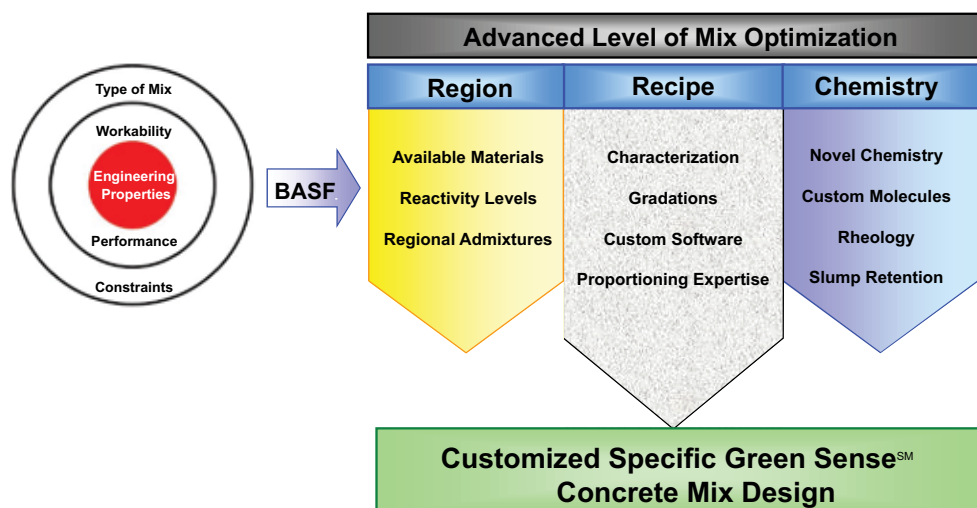 Type of Mix
Workability
Engineering
Properties
Performance
Constraints
BASF
Advanced Level of Mix Optimization
Region
Available Materials
Reactivity Levels
Regional Admixtures
Recipe
Characterization
Gradations
Custom Software
Proportioning Expertise
Chemistry
Novel Chemistry
Custom Molecules
Rheology
Slump Retention
Customized Specific Green Sense℠
Concrete Mix Design